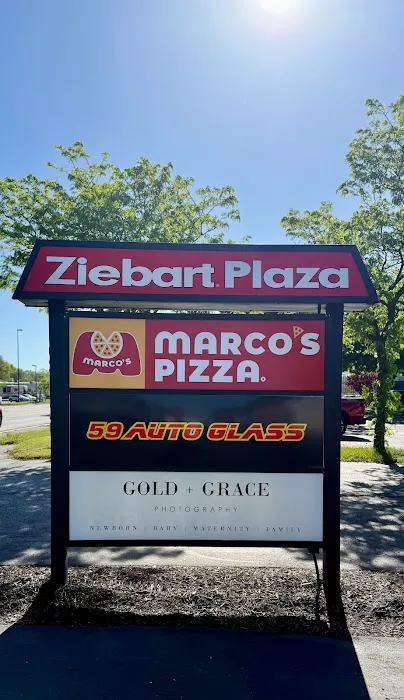 Ziebart Plaza
MARCO'S
MARCO'S
PIZZA
59 AUTO GLASS
GOLD + GRACE
PHOTOGRAPHY
NEWBORN | BABY | MATERNITY | FAMILY